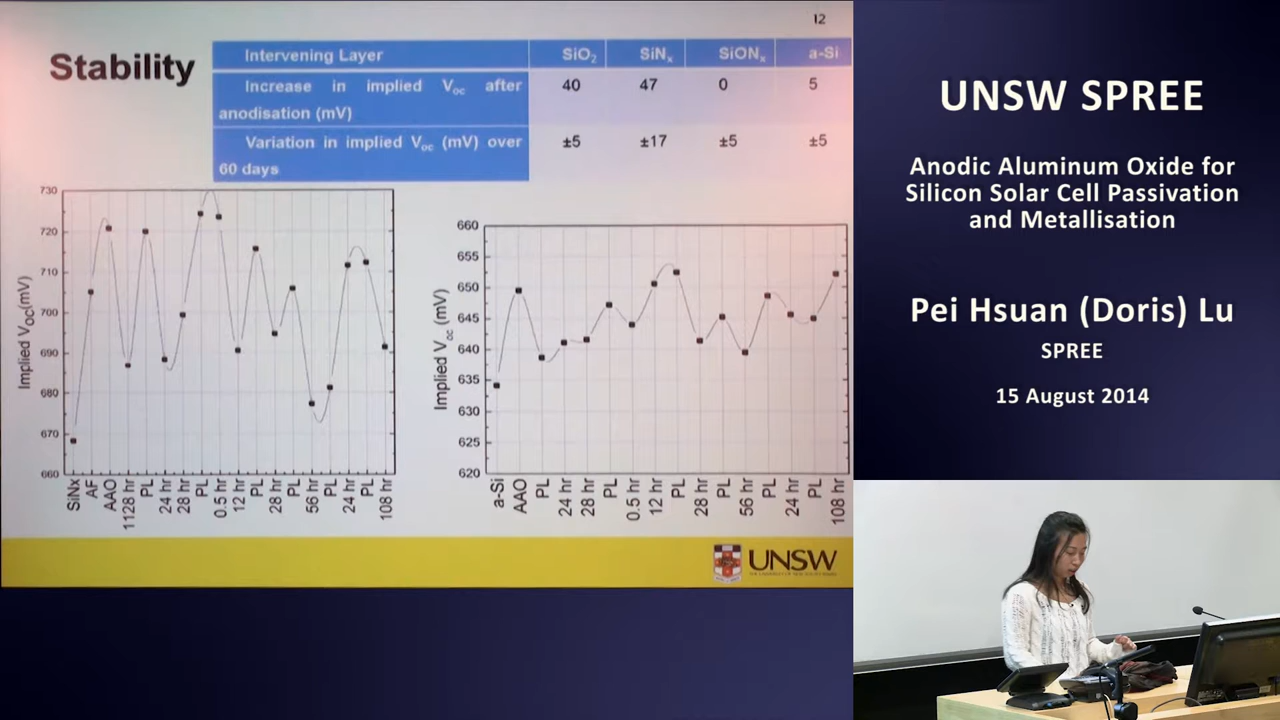 12
Stability
Intervening Layer SiO2 SiNx SiONx a-Si
Increase in implied Voc after 40 47 0 5
anodisation (mV)
Variation in implied Voc (mV) over ±5 ±17 ±5 ±5
60 days
Implied VOC(mV)
730
720
710
700
690
680
670
660
SiNx AF AAO 1128 hr PL 24 hr 28 hr PL 0.5 hr 12 hr PL 28 hr PL 56 hr PL 24 hr PL 108 hr
Implied Voc (mV)
660
655
650
645
640
635
630
625
620
a-Si AAO PL 24 hr 28 hr PL 0.5 hr 12 hr PL 28 hr PL 56 hr PL 24 hr PL 108 hr
UNSW
UNSW SPREE
Anodic Aluminum Oxide for
Silicon Solar Cell Passivation
and Metallisation
Pei Hsuan (Doris) Lu
SPREE
15 August 2014